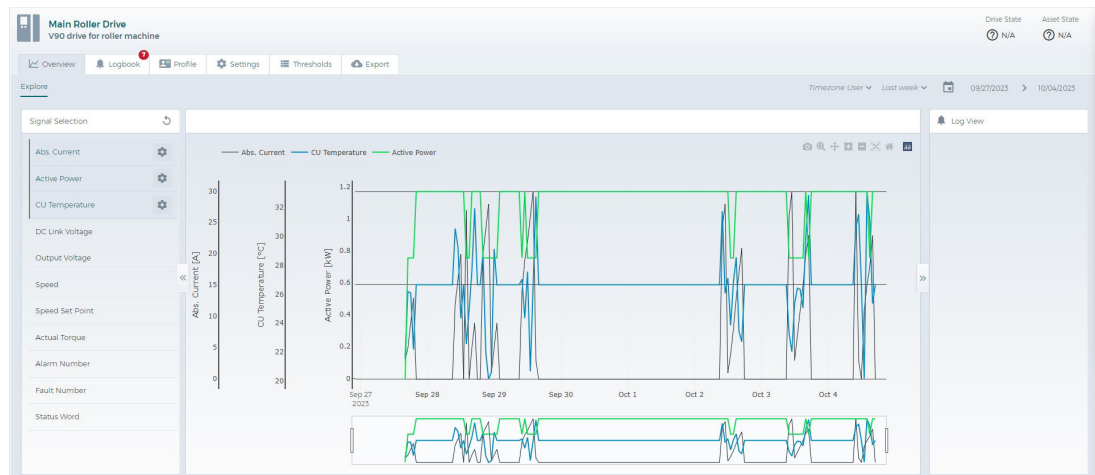 Main Roller Drive
V90 drive for roller machine
Drive State
Asset State
N/A
N/A
Overview
Logbook
7
Profile
Settings
Thresholds
Export
Explore
Timezone User
Last week
09/27/2023
10/04/2023
Signal Selection
Log View
Abs. Current
Active Power
CU Temperature
DC Link Voltage
Output Voltage
Speed
Speed Set Point
Actual Torque
Alarm Number
Fault Number
Status Word
Abs. Current
CU Temperature
Active Power
Abs. Current [A]
30
25
20
15
10
5
0
CU Temperature [°C]
32
30
28
26
24
22
20
Active Power [kW]
1.2
1
0.8
0.6
0.4
0.2
0
Sep 27
2023
Sep 28
Sep 29
Sep 30
Oct 1
Oct 2
Oct 3
Oct 4